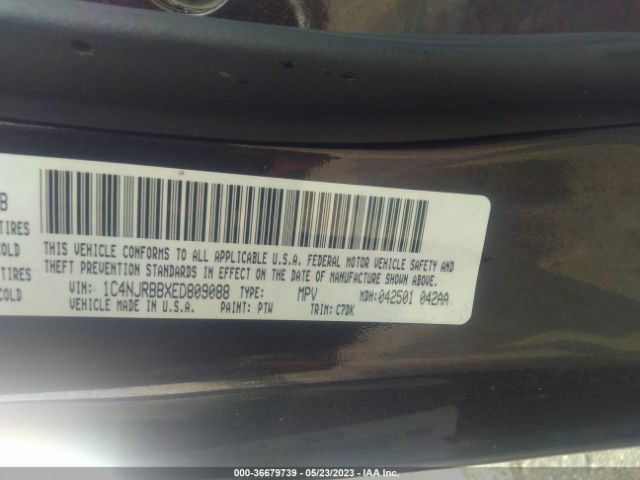 B
TIRES
COLD
TIRES
COLD
THIS VEHICLE CONFORMS TO ALL APPLICABLE U.S.A. FEDERAL MOTOR VEHICLE SAFETY AND
THEFT PREVENTION STANDARDS IN EFFECT ON THE DATE OF MANUFACTURE SHOWN ABOVE.
VIN: 1C4NJRBBXED809088 TYPE: MPV MDH:042501 042AA
VEHICLE MADE IN U.S.A. PAINT: PTW TRIM: C7DK
000-36679739 - 05/23/2023 - IAA Inc.